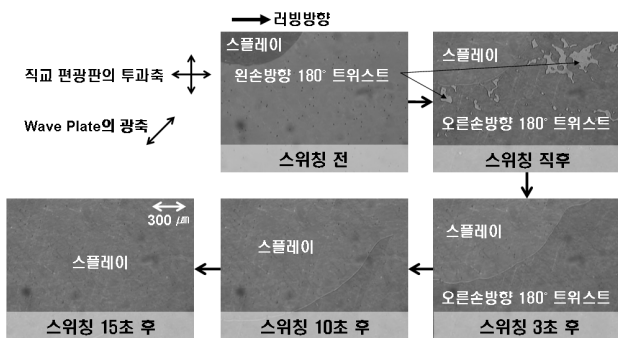 러빙방향
직교 편광판의 투과축
Wave Plate의 광축
스플레이
왼손방향 180° 트위스트
스위칭 전
스플레이
오른손방향 180° 트위스트
스위칭 직후
300 ㎛
스플레이
스위칭 15초 후
스플레이
스위칭 10초 후
스플레이
오른손방향 180° 트위스트
스위칭 3초 후